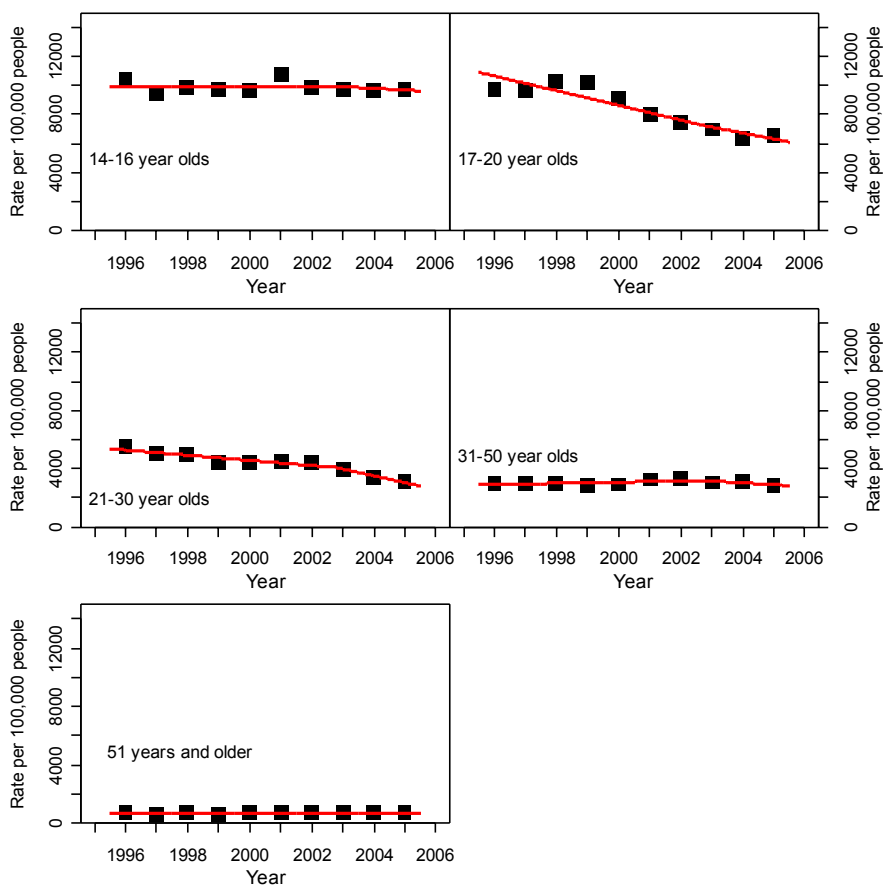 Rate per 100,000 people
0 4000 8000 12000
14-16 year olds
17-20 year olds
0 4000 8000 12000
Rate per 100,000 people
1996 1998 2000 2002 2004 2006
1996 1998 2000 2002 2004 2006
Year
Year
Rate per 100,000 people
0 4000 8000 12000
21-30 year olds
31-50 year olds
0 4000 8000 12000
Rate per 100,000 people
1996 1998 2000 2002 2004 2006
1996 1998 2000 2002 2004 2006
Year
Year
Rate per 100,000 people
0 4000 8000 12000
51 years and older
1996 1998 2000 2002 2004 2006
Year